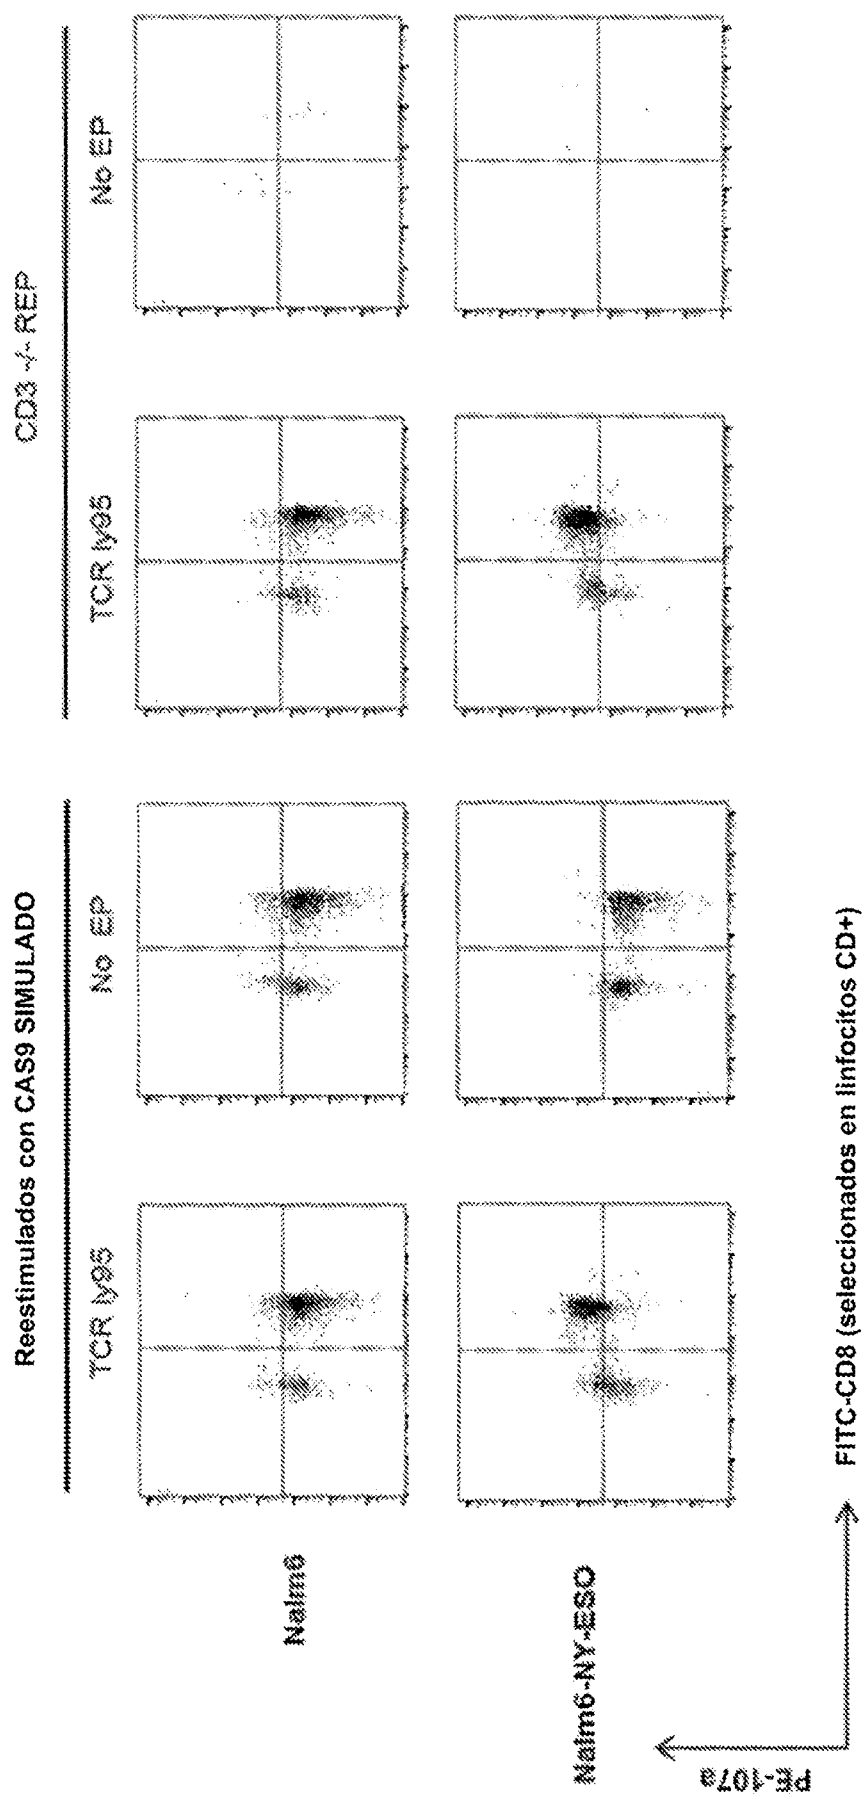 Reestimulados con CAS9 SIMULADO
CD3 -/- REP
TCR ly95
No EP
TCR ly95
No EP
Nalm6
Nalm6-NY-ESO
PE-107a
FITC-CD8 (seleccionados en linfocitos CD+)